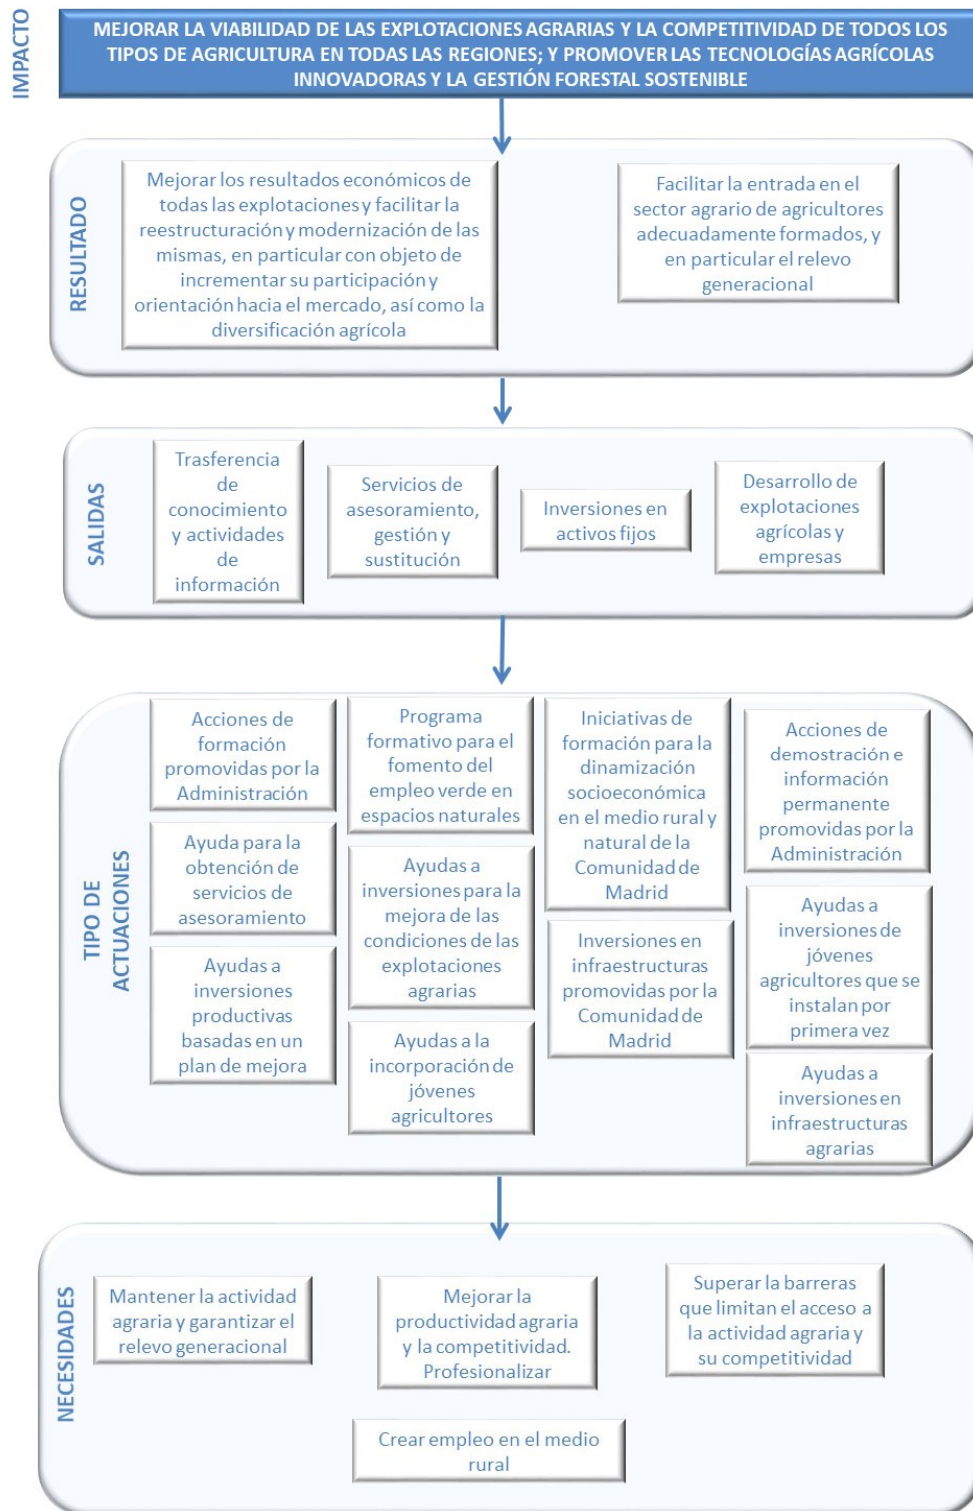 IMPACTO
MEJORAR LA VIABILIDAD DE LAS EXPLOTACIONES AGRARIAS Y LA COMPETITIVIDAD DE TODOS LOS
TIPOS DE AGRICULTURA EN TODAS LAS REGIONES; Y PROMOVER LAS TECNOLOGÍAS AGRÍCOLAS
INNOVADORAS Y LA GESTIÓN FORESTAL SOSTENIBLE
RESULTADO
Mejorar los resultados económicos de
todas las explotaciones y facilitar la
reestructuración y modernización de las
mismas, en particular con objeto de
incrementar su participación y
orientación hacia el mercado, así como la
diversificación agrícola
Facilitar la entrada en el
sector agrario de agricultores
adecuadamente formados, y
en particular el relevo
generacional
SALIDAS
Trasferencia
de
conocimiento
y actividades
de
información
Servicios de
asesoramiento,
gestión y
sustitución
Inversiones en
activos fijos
Desarrollo de
explotaciones
agrícolas y
empresas
TIPO DE
ACTUACIONES
Acciones de
formación
promovidas por la
Administración
Programa
formativo para el
fomento del
empleo verde en
espacios naturales
Iniciativas de
formación para la
dinamización
socioeconómica
en el medio rural y
natural de la
Comunidad de
Madrid
Acciones de
demostración e
información
permanente
promovidas por la
Administración
Ayuda para la
obtención de
servicios de
asesoramiento
Ayudas a
inversiones para la
mejora de las
condiciones de las
explotaciones
agrarias
Inversiones en
infraestructuras
promovidas por la
Comunidad de
Madrid
Ayudas a
inversiones de
jóvenes
agricultores que se
instalan por
primera vez
Ayudas a
inversiones
productivas
basadas en un
plan de mejora
Ayudas a la
incorporación de
jóvenes
agricultores
Ayudas a
inversiones en
infraestructuras
agrarias
NECESIDADES
Mantener la actividad
agraria y garantizar el
relevo generacional
Mejorar la
productividad agraria
y la competitividad.
Profesionalizar
Superar la barreras
que limitan el acceso a
la actividad agraria y
su competitividad
Crear empleo en el medio
rural